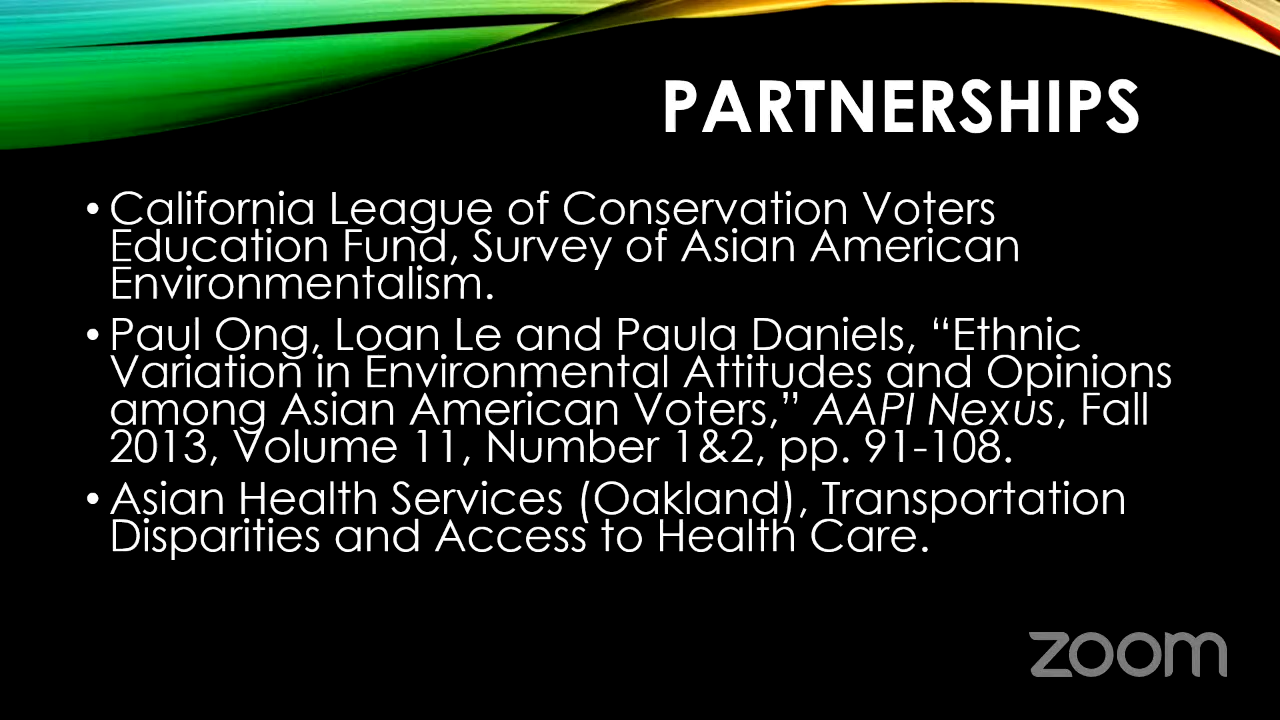 PARTNERSHIPS
• California League of Conservation Voters
Education Fund, Survey of Asian American
Environmentalism.
• Paul Ong, Loan Le and Paula Daniels, “Ethnic
Variation in Environmental Attitudes and Opinions
among Asian American Voters,” AAPI Nexus, Fall
2013, Volume 11, Number 1&2, pp. 91-108.
• Asian Health Services (Oakland), Transportation
Disparities and Access to Health Care.
zoom